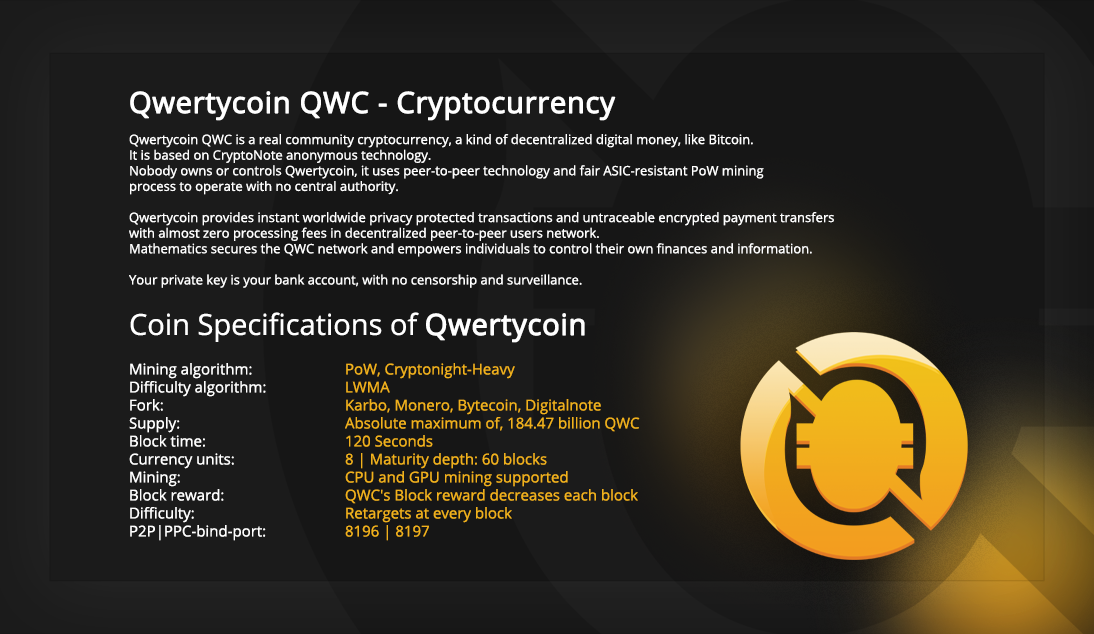 Qwertycoin QWC - Cryptocurrency
Qwertycoin QWC is a real community cryptocurrency, a kind of decentralized digital money, like Bitcoin.
It is based on CryptoNote anonymous technology.
Nobody owns or controls Qwertycoin, it uses peer-to-peer technology and fair ASIC-resistant PoW mining
process to operate with no central authority.
Qwertycoin provides instant worldwide privacy protected transactions and untraceable encrypted payment transfers
with almost zero processing fees in decentralized peer-to-peer users network.
Mathematics secures the QWC network and empowers individuals to control their own finances and information.
Your private key is your bank account, with no censorship and surveillance.
Coin Specifications of Qwertycoin
Mining algorithm: PoW, Cryptonight-Heavy
Difficulty algorithm: LWMA
Fork: Karbo, Monero, Bytecoin, Digitalnote
Supply: Absolute maximum of, 184.47 billion QWC
Block time: 120 Seconds
Currency units: 8 | Maturity depth: 60 blocks
Mining: CPU and GPU mining supported
Block reward: QWC's Block reward decreases each block
Difficulty: Retargets at every block
P2P|PPC-bind-port: 8196 | 8197